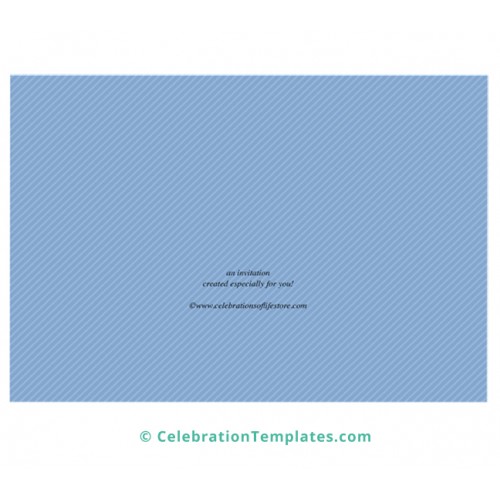 an invitation
created especially for you!
©www.celebrationsoflifestore.com
© CelebrationTemplates.com